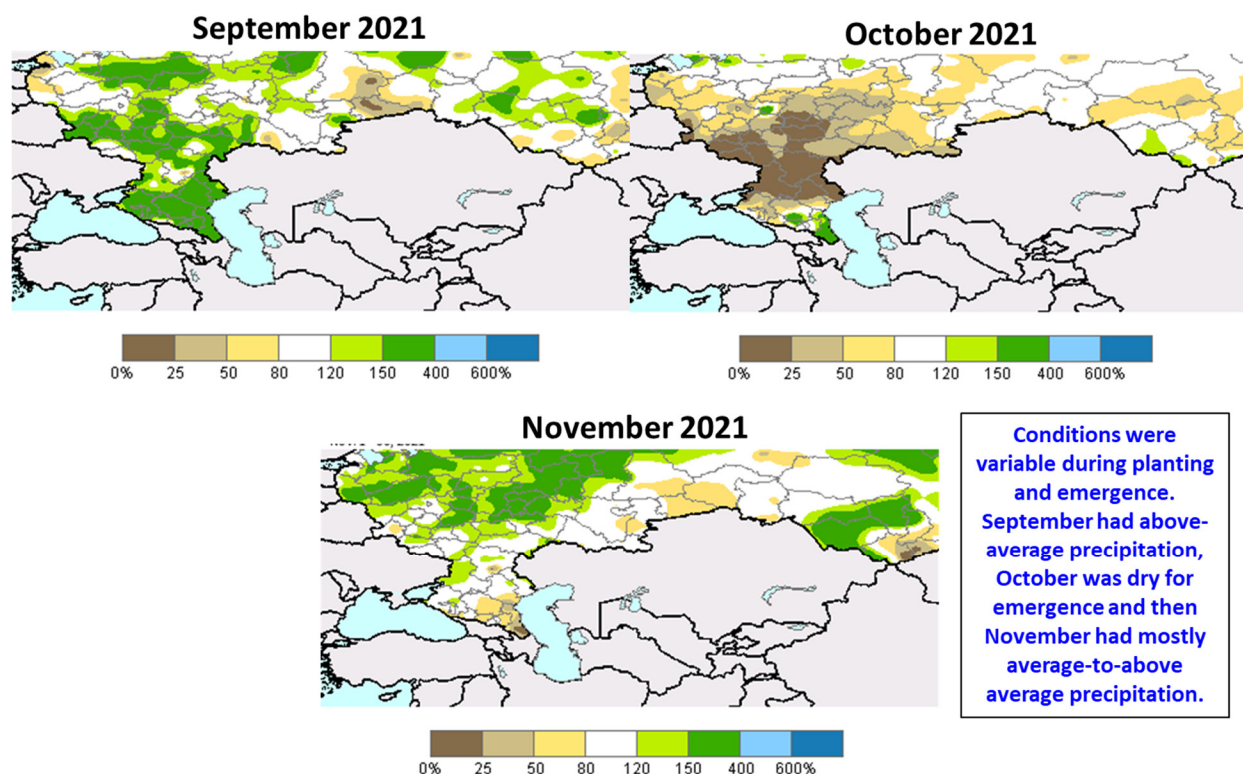 September 2021
October 2021
0% 25 50 80 120 150 400 600%
0% 25 50 80 120 150 400 600%
November 2021
Conditions were
variable during planting
and emergence.
September had above-
average precipitation,
October was dry for
emergence and then
November had mostly
average-to-above
average precipitation.
0% 25 50 80 120 150 400 600%